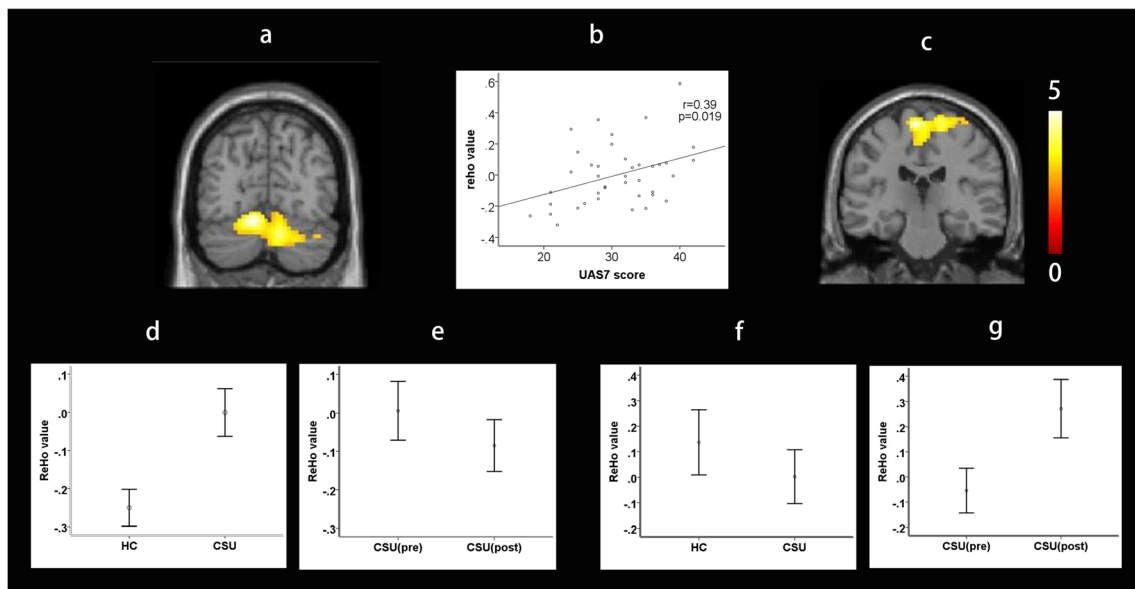 a
b
c
.6
.4
.2
.0
-.2
-.4
r=0.39
p=0.019
reho value
20
30
40
UAS7 score
5
0
d
e
f
g
.1
.0
-.1
-.2
-.3
ReHo value
HC
CSU
.1
.0
-.1
-.2
-.3
ReHo value
CSU(pre)
CSU(post)
.4
.3
.2
.1
.0
-.1
-.2
ReHo value
HC
CSU
.4
.3
.2
.1
.0
-.1
-.2
ReHo value
CSU(pre)
CSU(post)